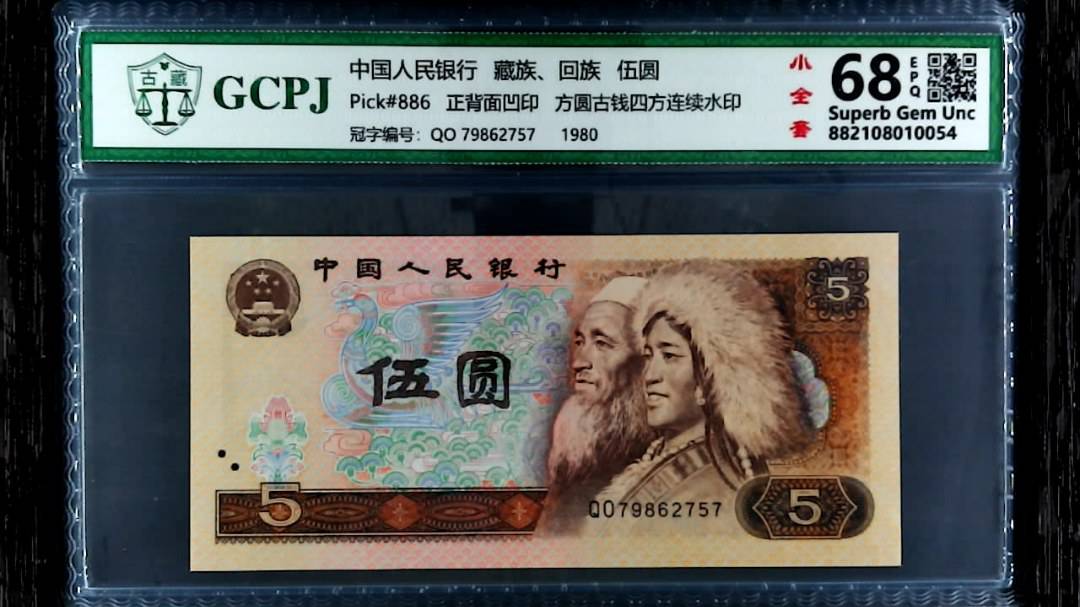 古 藏
GCPJ
中国人民银行 藏族、回族 伍圆
Pick#886 正背面凹印 方圆古钱四方连续水印
冠字编号: QO 79862757 1980
小全套
68 EPQ
Superb Gem Unc
882108010054
中国人民银行
5
伍圆
5
QO79862757
5